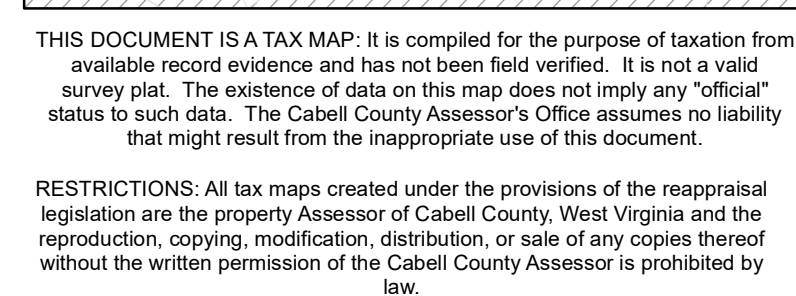 THIS DOCUMENT IS A TAX MAP: It is compiled for the purpose of taxation from
available record evidence and has not been field verified.  It is not a valid
survey plat.  The existence of data on this map does not imply any "official"
status to such data.  The Cabell County Assessor's Office assumes no liability
that might result from the inappropriate use of this document.
RESTRICTIONS: All tax maps created under the provisions of the reappraisal
legislation are the property Assessor of Cabell County, West Virginia and the
reproduction, copying, modification, distribution, or sale of any copies thereof
without the written permission of the Cabell County Assessor is prohibited by
law.